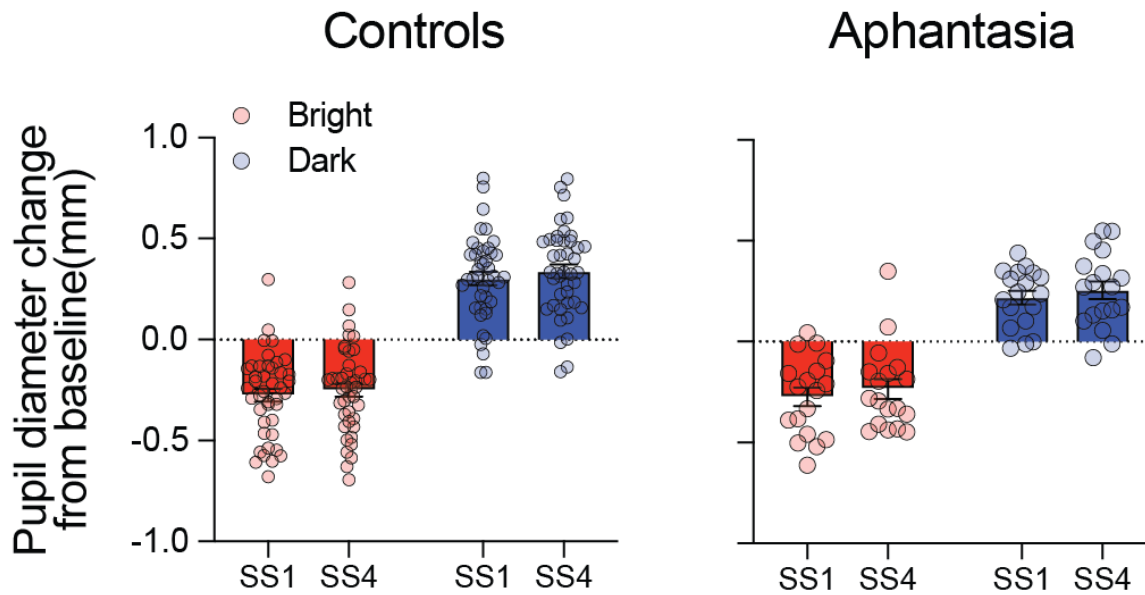 Controls
Aphantasia
Bright
Dark
Pupil diameter change
from baseline(mm)
1.0
0.5
0.0
-0.5
-1.0
SS1 SS4 SS1 SS4
SS1 SS4 SS1 SS4